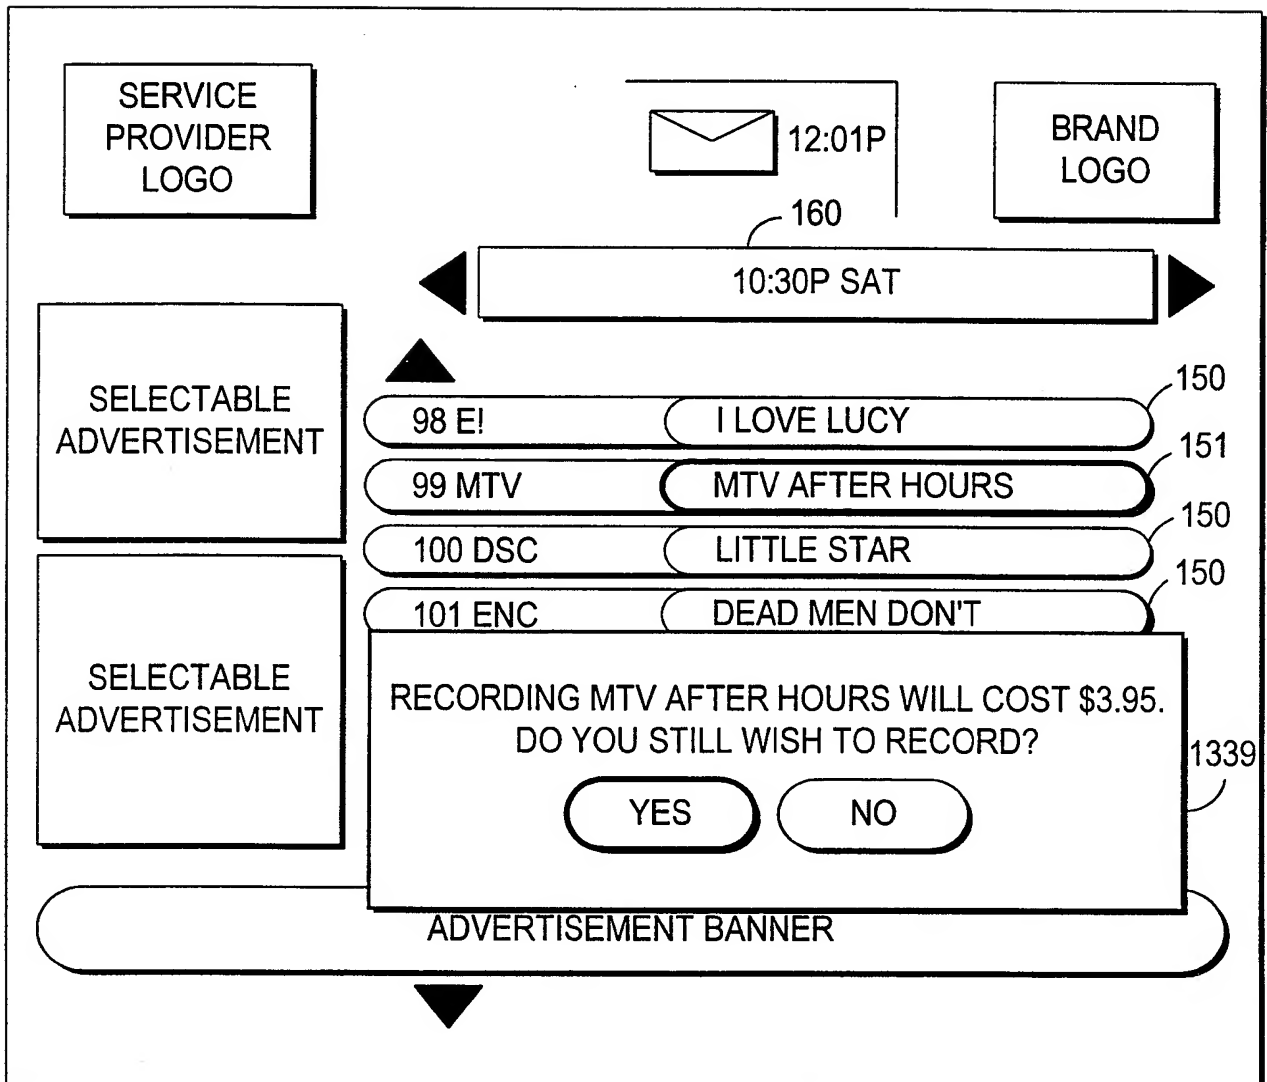 SERVICE
PROVIDER
LOGO
12:01P
BRAND
LOGO
160
10:30P SAT
SELECTABLE
ADVERTISEMENT
150
98 E! I LOVE LUCY
151
99 MTV MTV AFTER HOURS
150
100 DSC LITTLE STAR
150
101 ENC DEAD MEN DON'T
SELECTABLE
ADVERTISEMENT
RECORDING MTV AFTER HOURS WILL COST $3.95.
DO YOU STILL WISH TO RECORD?
1339
YES NO
ADVERTISEMENT BANNER